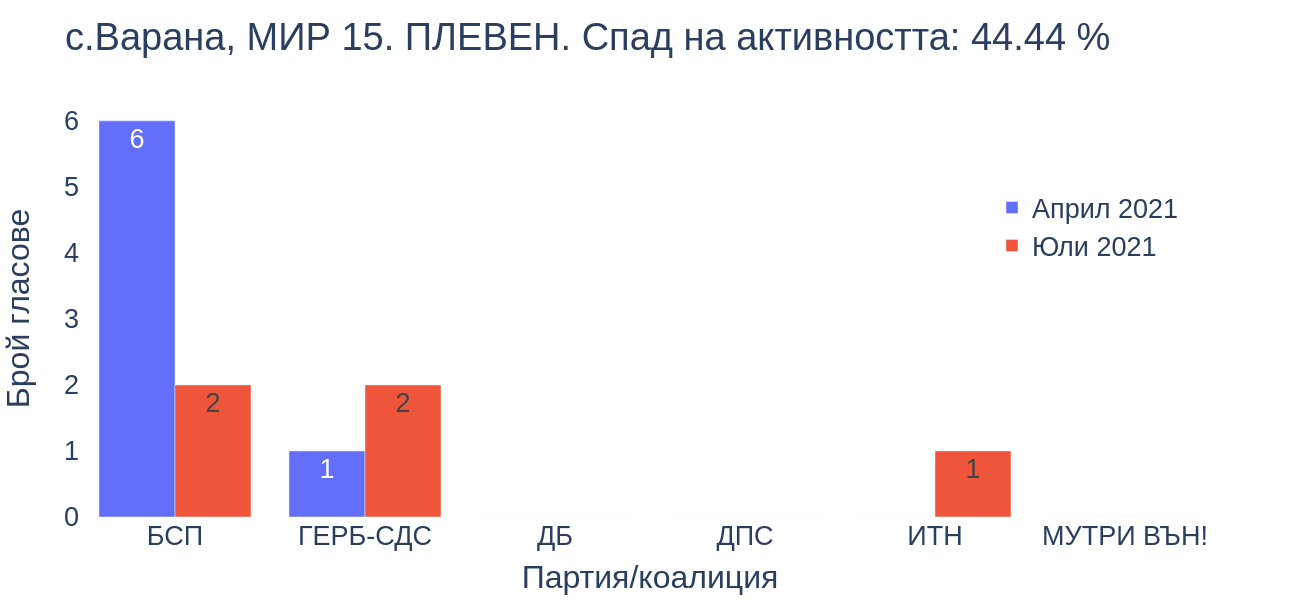 с.Варана, МИР 15. ПЛЕВЕН. Спад на активността: 44.44 %
Брой гласове
6
5
4
3
2
1
0
6
2
1
2
1
Април 2021
Юли 2021
БСП
ГЕРБ-СДС
ДБ
ДПС
ИТН
МУТРИ ВЪН!
Партия/коалиция